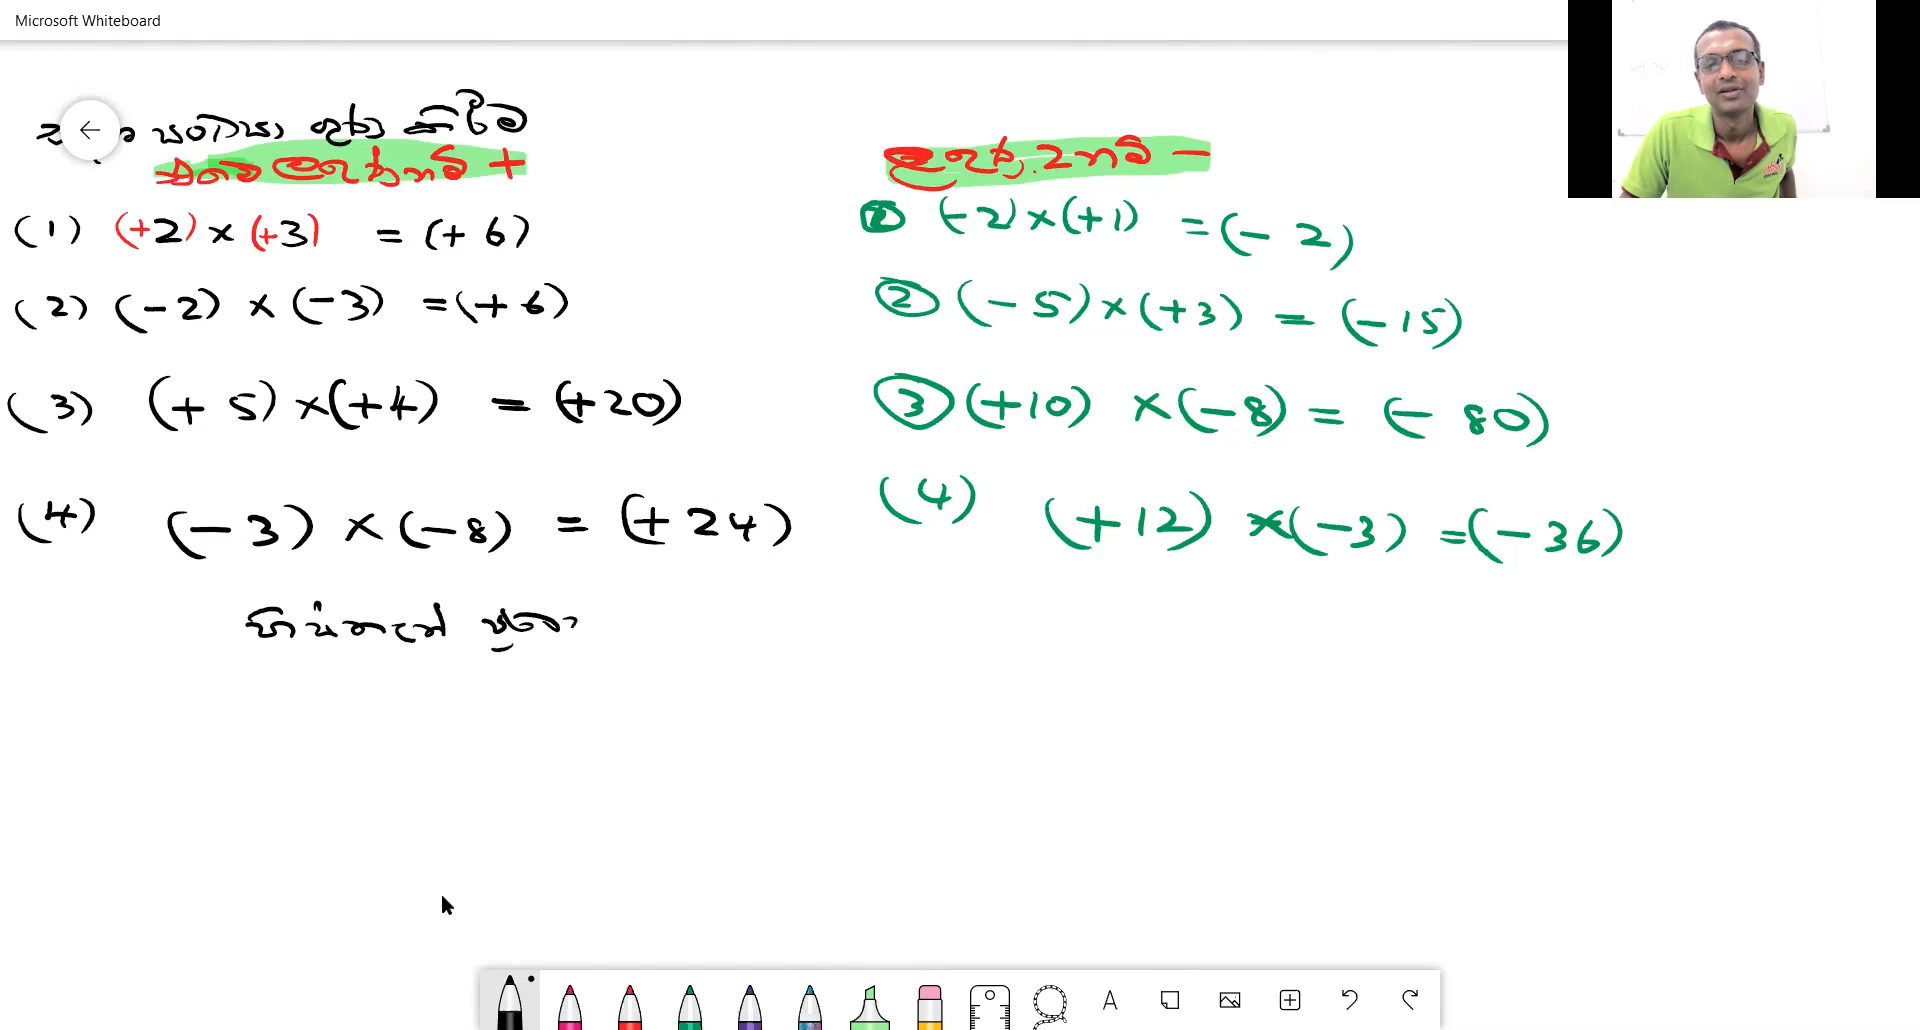 Microsoft Whiteboard
ගුණ කිරීම
+
(1) (+2) × (+3) = (+ 6)
(2) (-2) × (-3) = (+ 6)
(3) (+ 5) × (+4) = (+20)
(4) (-3) × (-8) = (+ 24)
-
(-2) × (+1) = (- 2)
② (- 5) × (+3) = (-15)
③ (+10) × (-8) = (- 80)
(4) (+12) × (-3) = (-36)
A